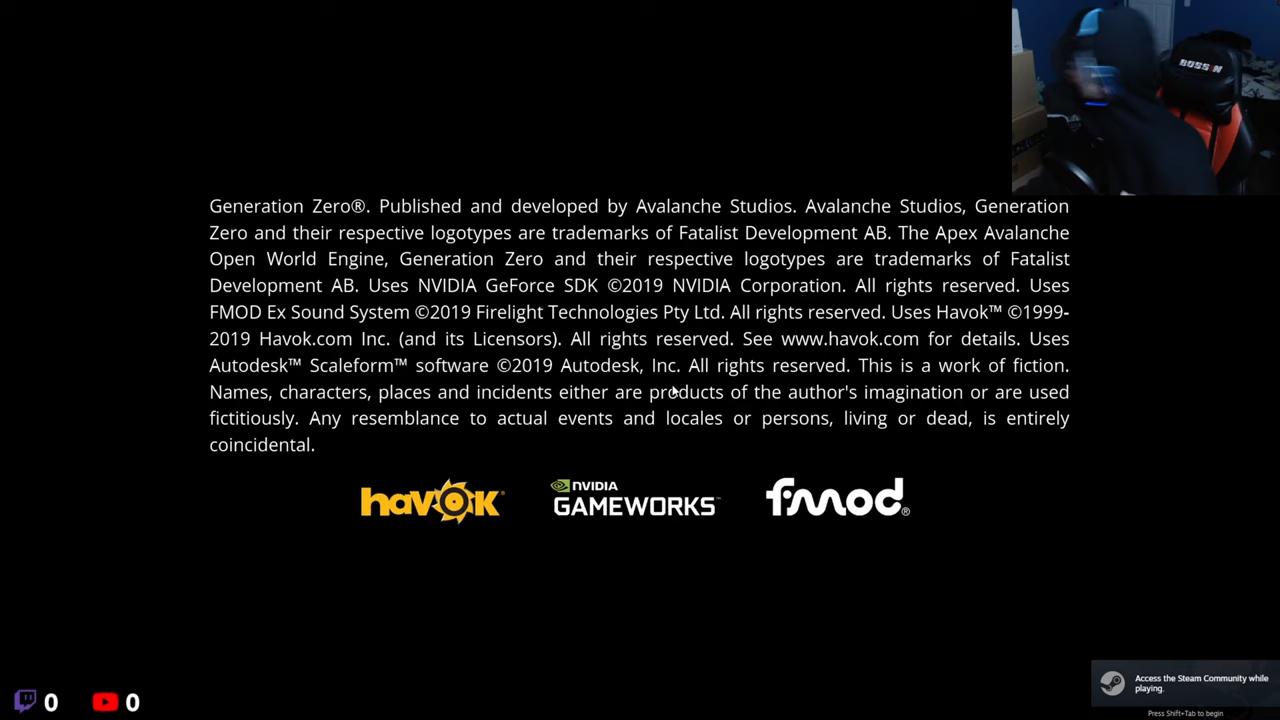 BOSSIN
Generation Zero®. Published and developed by Avalanche Studios. Avalanche Studios, Generation
Zero and their respective logotypes are trademarks of Fatalist Development AB. The Apex Avalanche
Open World Engine, Generation Zero and their respective logotypes are trademarks of Fatalist
Development AB. Uses NVIDIA GeForce SDK ©2019 NVIDIA Corporation. All rights reserved. Uses
FMOD Ex Sound System ©2019 Firelight Technologies Pty Ltd. All rights reserved. Uses Havok™ ©1999-
2019 Havok.com Inc. (and its Licensors). All rights reserved. See www.havok.com for details. Uses
Autodesk™ Scaleform™ software ©2019 Autodesk, Inc. All rights reserved. This is a work of fiction.
Names, characters, places and incidents either are products of the author's imagination or are used
fictitiously. Any resemblance to actual events and locales or persons, living or dead, is entirely
coincidental.
havok®
NVIDIA
GAMEWORKS™
fmod®
Access the Steam Community while
playing.
Press Shift+Tab to begin
0
0